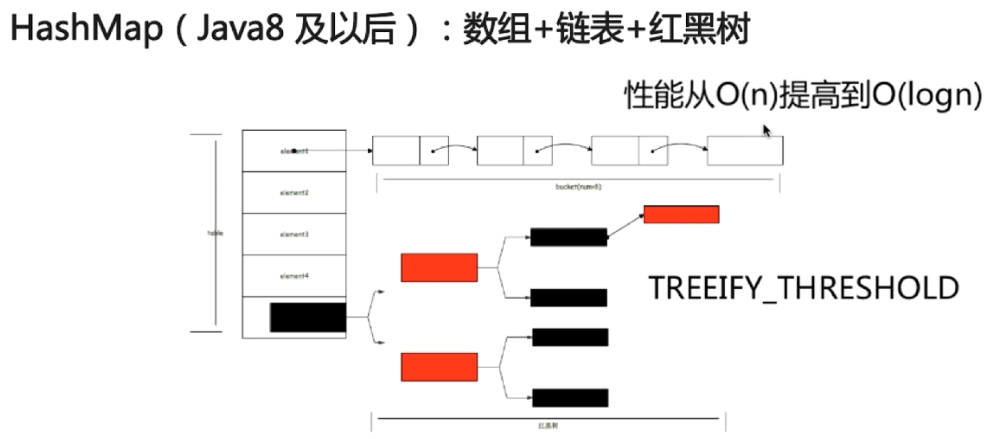 HashMap（Java8 及以后）：数组+链表+红黑树
性能从O(n)提高到O(logn)
element1
element2
bucket(num<8)
table
element3
element4
TREEIFY_THRESHOLD
红黑树